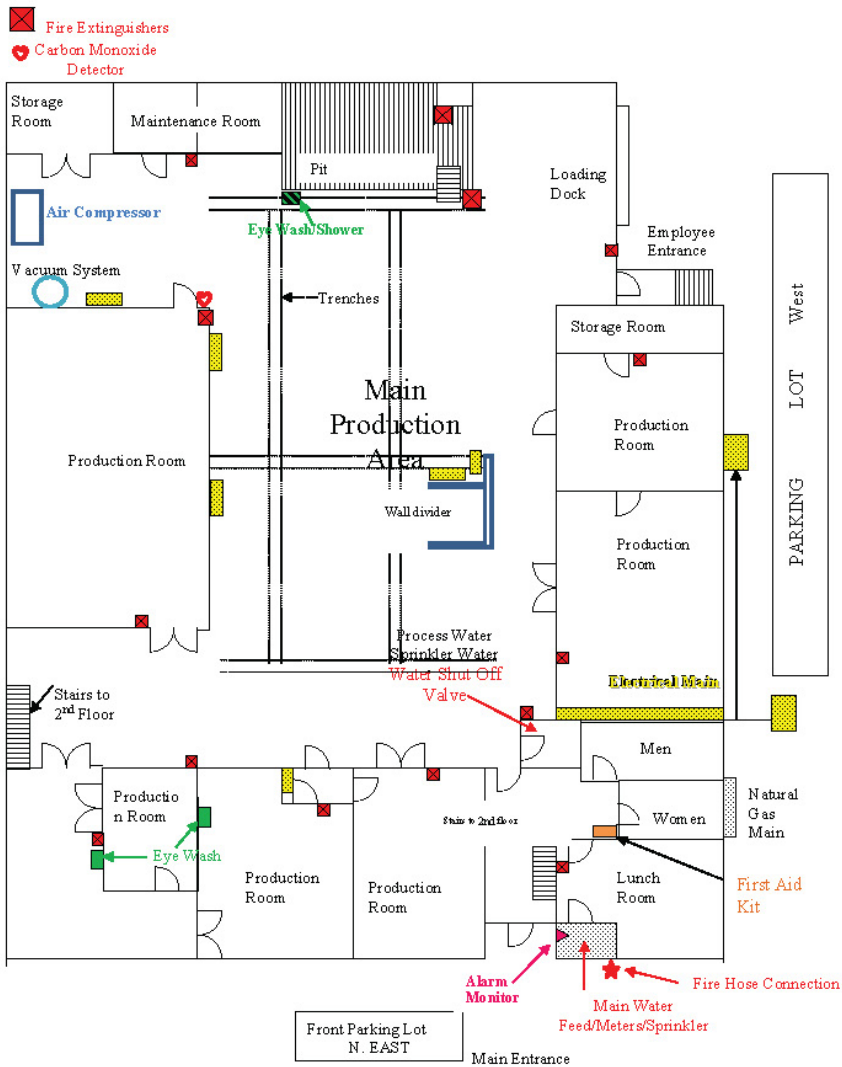 Fire Extinguishers
Carbon Monoxide
Detector
Storage
Room
Maintenance Room
Pit
Loading
Dock
Air Compressor
Eye Wash/Shower
Employee
Entrance
Vacuum System
Trenches
Storage Room
PARKING LOT West
Main
Production
Area
Production
Room
Production Room
Wall divider
Production
Room
Process Water
Sprinkler Water
Water Shut Off
Valve
Electrical Main
Stairs to
2nd Floor
Men
Productio
n Room
Women
Natural
Gas
Main
Stairs to 2nd floor
Eye Wash
Production
Room
Production
Room
Lunch
Room
First Aid
Kit
Alarm
Monitor
Fire Hose Connection
Main Water
Feed/Meters/Sprinkler
Front Parking Lot
N. EAST
Main Entrance